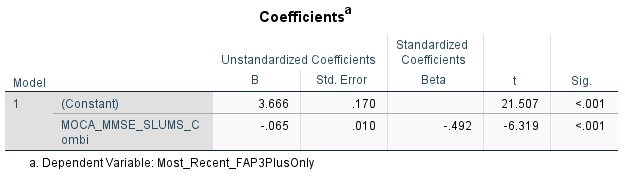 Coefficientsa
Unstandardized Coefficients
Standardized Coefficients
Model
B
Std. Error
Beta
t
Sig.
1
(Constant)
3.666
.170
21.507
<.001
MOCA_MMSE_SLUMS_C
ombi
-.065
.010
-.492
-6.319
<.001
a. Dependent Variable: Most_Recent_FAP3PlusOnly